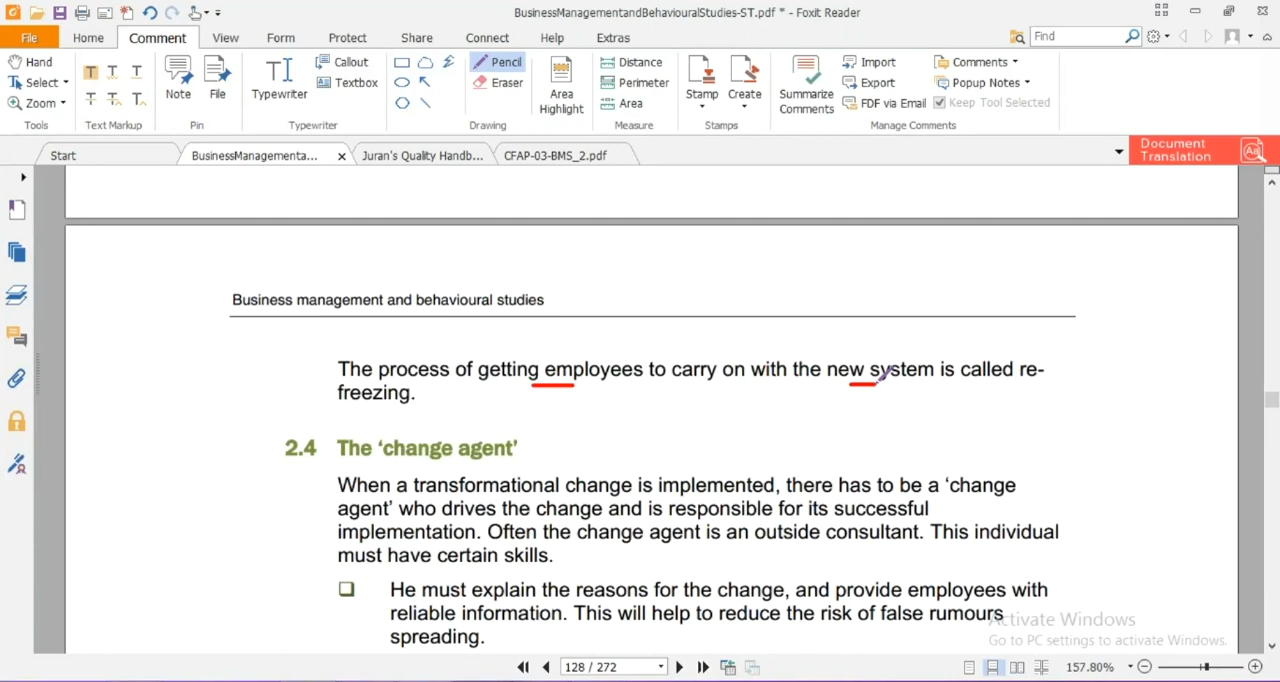 BusinessManagementandBehaviouralStudies-ST.pdf * - Foxit Reader
File Home Comment View Form Protect Share Connect Help Extras
Find
Hand
Select
Zoom
Tools
Text Markup
Note
File
Pin
Typewriter
Callout
Textbox
Typewriter
Pencil
Eraser
Drawing
Area
Highlight
Distance
Perimeter
Area
Measure
Stamp
Create
Stamps
Summarize
Comments
Import
Export
FDF via Email
Comments
Popup Notes
Keep Tool Selected
Manage Comments
Start
BusinessManagementa...
Juran's Quality Handb...
CFAP-03-BMS_2.pdf
Document
Translation
Business management and behavioural studies
The process of getting employees to carry on with the new system is called re-
freezing.
2.4 The ‘change agent’
When a transformational change is implemented, there has to be a ‘change
agent’ who drives the change and is responsible for its successful
implementation. Often the change agent is an outside consultant. This individual
must have certain skills.
❑ He must explain the reasons for the change, and provide employees with
reliable information. This will help to reduce the risk of false rumours
spreading.
Activate Windows
Go to PC settings to activate Windows.
128 / 272
157.80%